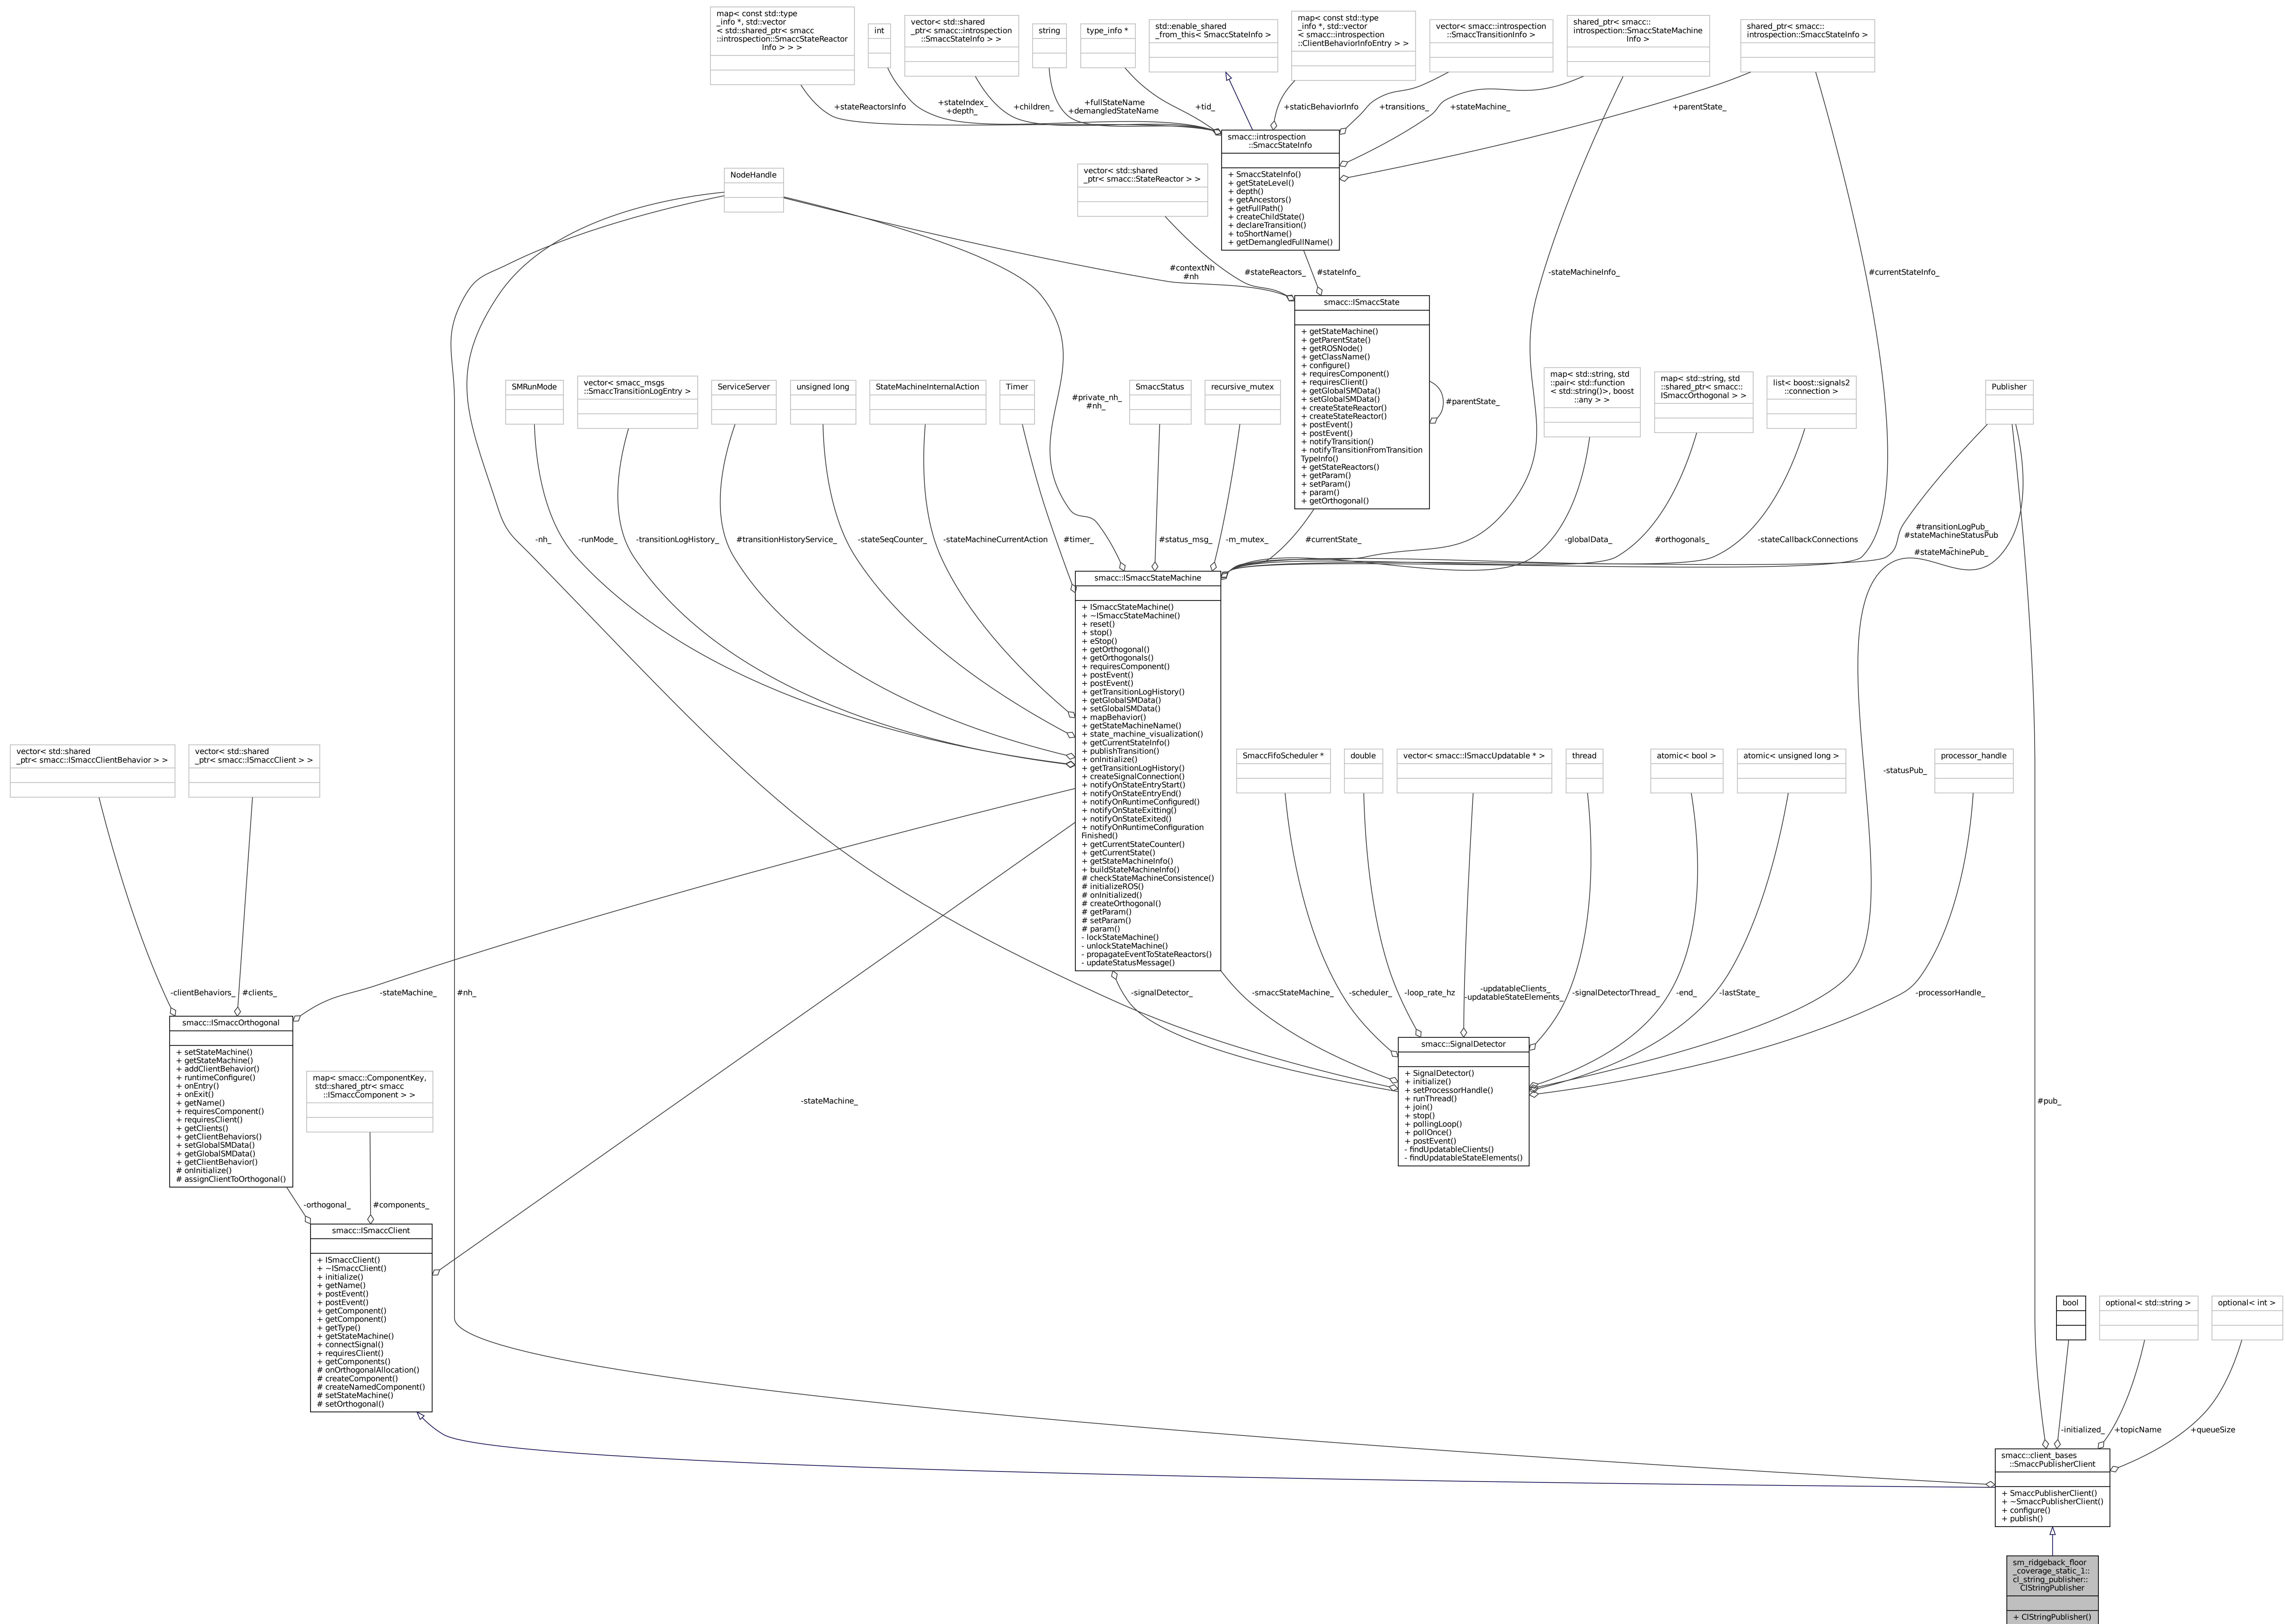 map< const std::type
_info *, std::vector
< std::shared_ptr< smacc
::introspection::SmaccStateReactor
Info > > >
int
vector< std::shared
_ptr< smacc::introspection
::SmaccStateInfo > >
string
type_info *
std::enable_shared
_from_this< SmaccStateInfo >
map< const std::type
_info *, std::vector
< smacc::introspection
::ClientBehaviorInfoEntry > >
vector< smacc::introspection
::SmaccTransitionInfo >
shared_ptr< smacc::
introspection::SmaccStateMachine
Info >
shared_ptr< smacc::
introspection::SmaccStateInfo >
+stateReactorsInfo
+stateIndex_
+depth_
+children_
+fullStateName
+demangledStateName
+tid_
+staticBehaviorInfo
+transitions_
+stateMachine_
+parentState_
smacc::introspection
::SmaccStateInfo
+ SmaccStateInfo()
+ getStateLevel()
+ depth()
+ getAncestors()
+ getFullPath()
+ createChildState()
+ declareTransition()
+ toShortName()
+ getDemangledFullName()
NodeHandle
vector< std::shared
_ptr< smacc::StateReactor > >
#contextNh
#nh
#stateReactors_
#stateInfo_
-stateMachineInfo_
#currentStateInfo_
smacc::ISmaccState
+ getStateMachine()
+ getParentState()
+ getROSNode()
+ getClassName()
+ configure()
+ requiresComponent()
+ requiresClient()
+ getGlobalSMData()
+ setGlobalSMData()
+ createStateReactor()
+ createStateReactor()
+ postEvent()
+ postEvent()
+ notifyTransition()
+ notifyTransitionFromTransition
TypeInfo()
+ getStateReactors()
+ getParam()
+ setParam()
+ param()
+ getOrthogonal()
#parentState_
SMRunMode
vector< smacc_msgs
::SmaccTransitionLogEntry >
ServiceServer
unsigned long
StateMachineInternalAction
Timer
#private_nh_
#nh_
SmaccStatus
recursive_mutex
map< std::string, std
::pair< std::function
< std::string()>, boost
::any > >
map< std::string, std
::shared_ptr< smacc::
ISmaccOrthogonal > >
list< boost::signals2
::connection >
Publisher
-nh_
-runMode_
-transitionLogHistory_
#transitionHistoryService_
-stateSeqCounter_
-stateMachineCurrentAction
#timer_
#status_msg_
-m_mutex_
#currentState_
-globalData_
#orthogonals_
-stateCallbackConnections
#transitionLogPub_
#stateMachineStatusPub
_
#stateMachinePub_
smacc::ISmaccStateMachine
+ ISmaccStateMachine()
+ ~ISmaccStateMachine()
+ reset()
+ stop()
+ eStop()
+ getOrthogonal()
+ getOrthogonals()
+ requiresComponent()
+ postEvent()
+ postEvent()
+ getTransitionLogHistory()
+ getGlobalSMData()
+ setGlobalSMData()
+ mapBehavior()
+ getStateMachineName()
+ state_machine_visualization()
+ getCurrentStateInfo()
+ publishTransition()
+ onInitialize()
+ getTransitionLogHistory()
+ createSignalConnection()
+ notifyOnStateEntryStart()
+ notifyOnStateEntryEnd()
+ notifyOnRuntimeConfigured()
+ notifyOnStateExitting()
+ notifyOnStateExited()
+ notifyOnRuntimeConfiguration
Finished()
+ getCurrentStateCounter()
+ getCurrentState()
+ getStateMachineInfo()
+ buildStateMachineInfo()
# checkStateMachineConsistence()
# initializeROS()
# onInitialized()
# createOrthogonal()
# getParam()
# setParam()
# param()
- lockStateMachine()
- unlockStateMachine()
- propagateEventToStateReactors()
- updateStatusMessage()
vector< std::shared
_ptr< smacc::ISmaccClientBehavior > >
vector< std::shared
_ptr< smacc::ISmaccClient > >
SmaccFifoScheduler *
double
vector< smacc::ISmaccUpdatable * >
thread
atomic< bool >
atomic< unsigned long >
-statusPub_
processor_handle
-clientBehaviors_
#clients_
-stateMachine_
#nh_
-signalDetector_
-smaccStateMachine_
-scheduler_
-loop_rate_hz
-updatableClients_
-updatableStateElements_
-signalDetectorThread_
-end_
-lastState_
-processorHandle_
smacc::ISmaccOrthogonal
+ setStateMachine()
+ getStateMachine()
+ addClientBehavior()
+ runtimeConfigure()
+ onEntry()
+ onExit()
+ getName()
+ requiresComponent()
+ requiresClient()
+ getClients()
+ getClientBehaviors()
+ setGlobalSMData()
+ getGlobalSMData()
+ getClientBehavior()
# onInitialize()
# assignClientToOrthogonal()
map< smacc::ComponentKey,
std::shared_ptr< smacc
::ISmaccComponent > >
-stateMachine_
smacc::SignalDetector
+ SignalDetector()
+ initialize()
+ setProcessorHandle()
+ runThread()
+ join()
+ stop()
+ pollingLoop()
+ pollOnce()
+ postEvent()
- findUpdatableClients()
- findUpdatableStateElements()
#pub_
-orthogonal_
#components_
smacc::ISmaccClient
+ ISmaccClient()
+ ~ISmaccClient()
+ initialize()
+ getName()
+ postEvent()
+ postEvent()
+ getComponent()
+ getComponent()
+ getType()
+ getStateMachine()
+ connectSignal()
+ requiresClient()
+ getComponents()
# onOrthogonalAllocation()
# createComponent()
# createNamedComponent()
# setStateMachine()
# setOrthogonal()
bool
optional< std::string >
optional< int >
-initialized_
+topicName
+queueSize
smacc::client_bases
::SmaccPublisherClient
+ SmaccPublisherClient()
+ ~SmaccPublisherClient()
+ configure()
+ publish()
sm_ridgeback_floor
_coverage_static_1::
cl_string_publisher::
ClStringPublisher
+ ClStringPublisher()